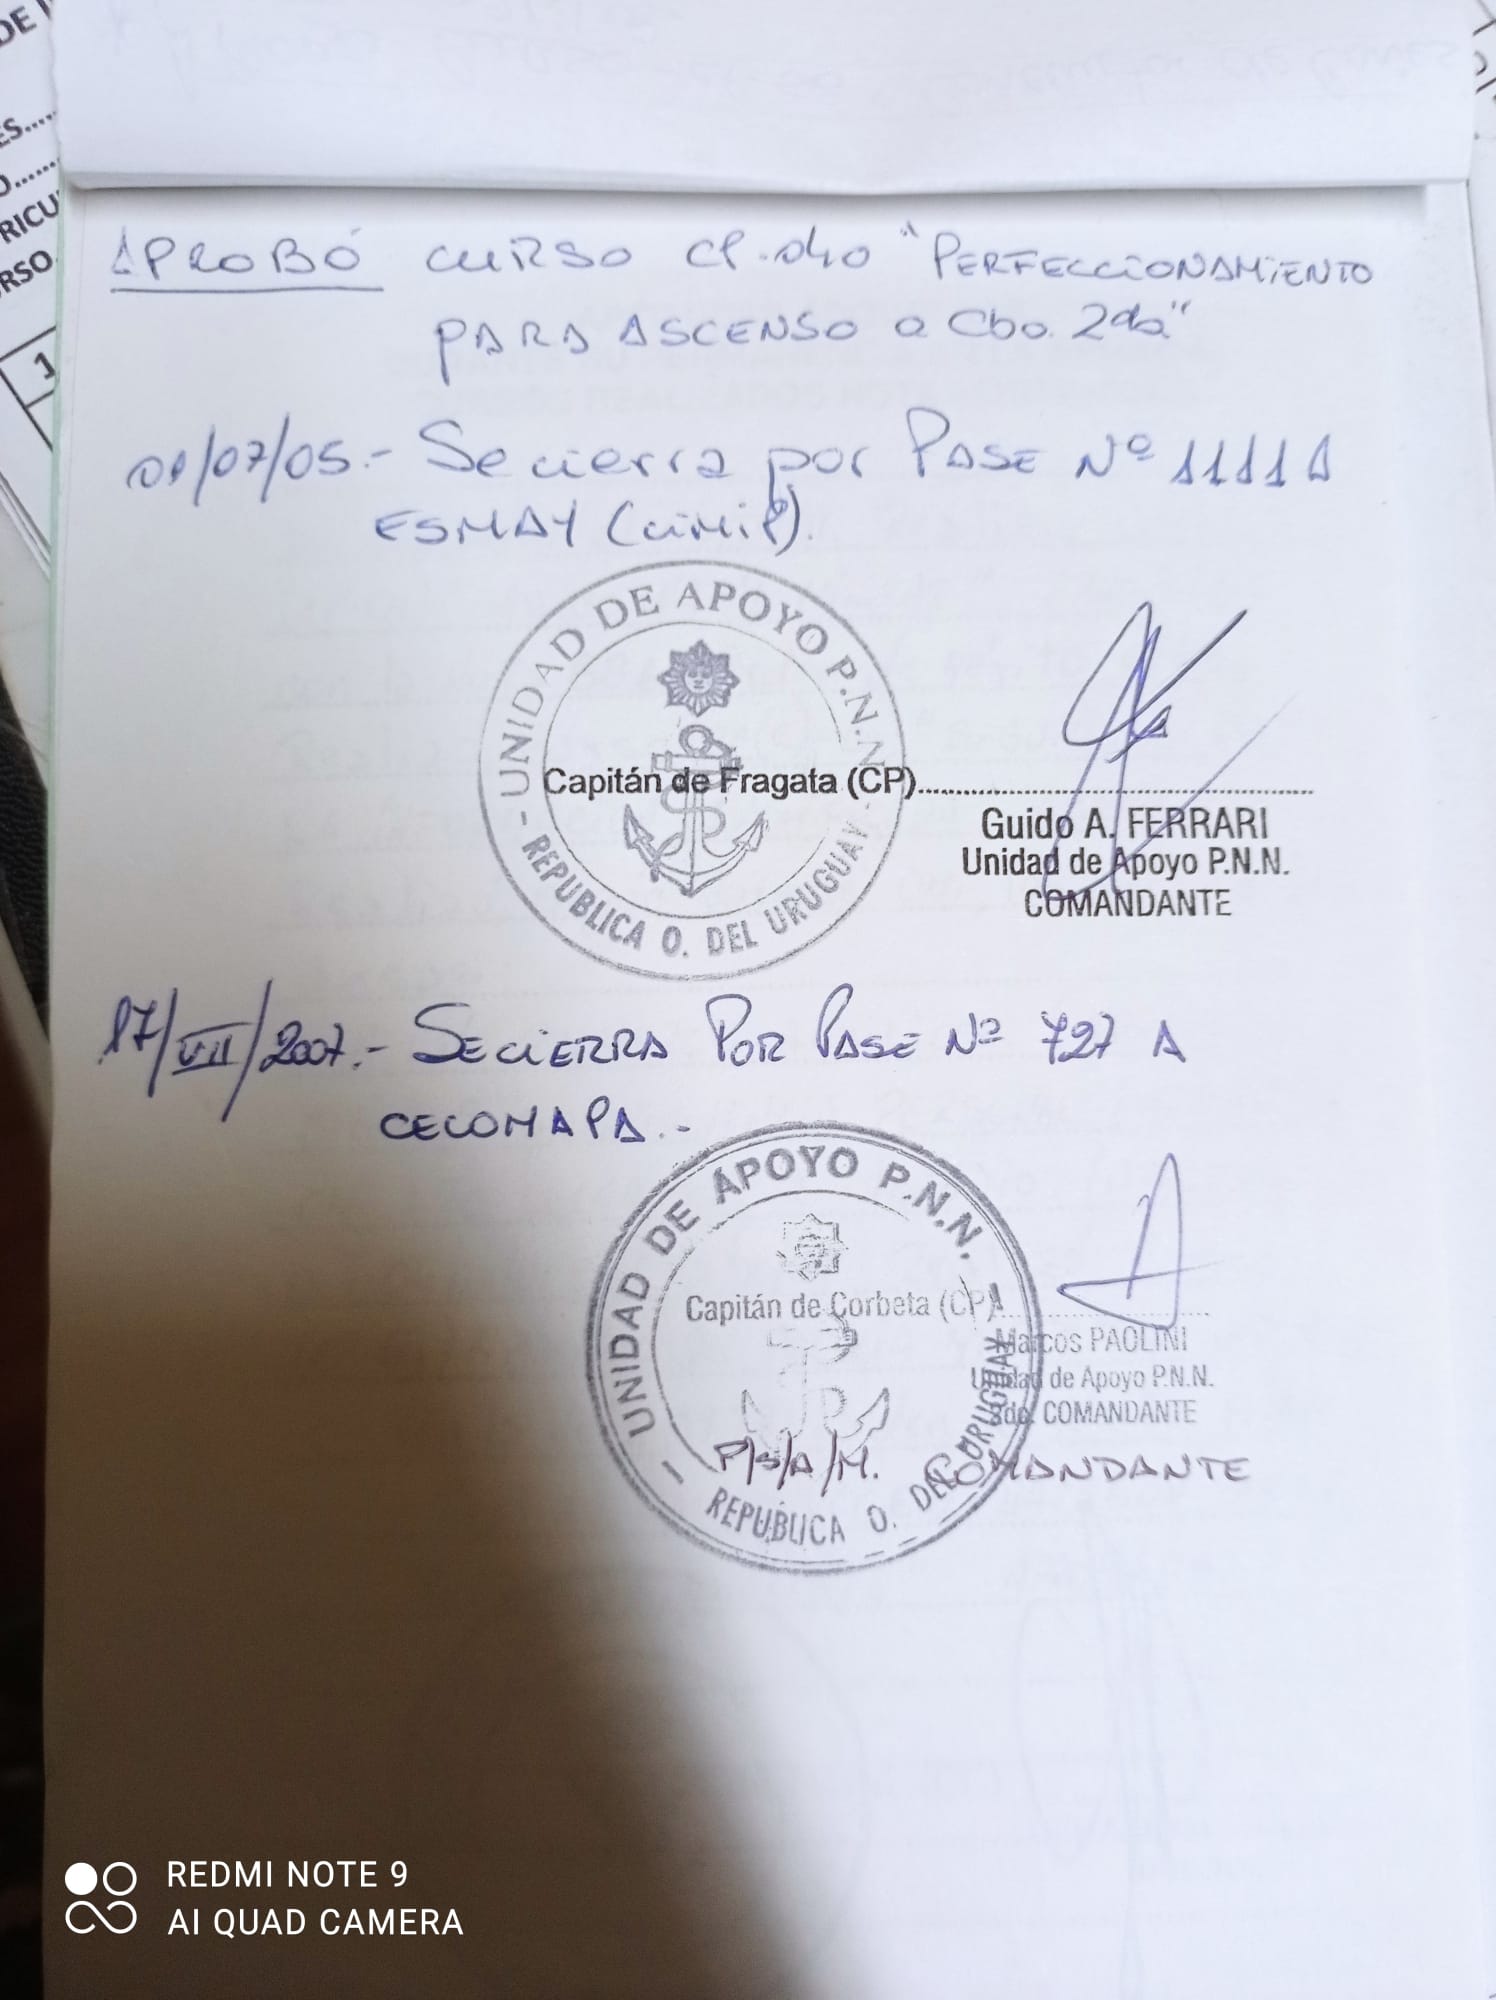 DE
ES.....
O.......
RICU
RSO
1
APROBÓ CURSO CP.040 "PERFECCIONAMIENTO
PARA ASCENSO a Cbo. 2da"
01/07/05.- Se cierra por PASE Nº 1111 A
ESMAY (CIMIP).
UNIDAD DE APOYO P.N.N.
Capitán de Fragata (CP)
Guido A. FERRARI
Unidad de Apoyo P.N.N.
COMANDANTE
- REPUBLICA O. DEL URUGUAY -
17/VII/2007.- SE CIERRA POR PASE Nº 727 A
CECOMAPA.-
UNIDAD DE APOYO P.N.N.
Capitán de Corbeta (CP)
Marcos PAOLINI
Unidad de Apoyo P.N.N.
2do. COMANDANTE
P/S/A/M. COMANDANTE
- REPUBLICA O. DEL URUGUAY
REDMI NOTE 9
AI QUAD CAMERA